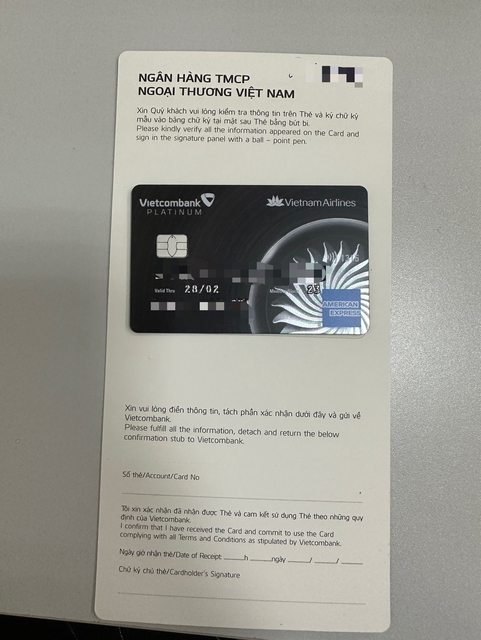 NGÂN HÀNG TMCP
NGOẠI THƯƠNG VIỆT NAM
Xin Quý khách vui lòng kiểm tra thông tin trên Thẻ và ký chữ ký
mẫu vào băng chữ ký tại mặt sau Thẻ bằng bút bi.
Please kindly verify all the information appeared on the Card and
sign in the signature panel with a ball - point pen.
Vietcombank
PLATINUM
Vietnam Airlines
Valid Thru 28/02
23
AMERICAN
EXPRESS
Xin vui lòng điền thông tin, tách phần xác nhận dưới đây và gửi về
Vietcombank.
Please fulfill all the information, detach and return the below
confirmation stub to Vietcombank.
Số thẻ/Account/Card No
Tôi xin xác nhận đã nhận được Thẻ và cam kết sử dụng Thẻ theo những quy
định của Vietcombank.
I confirm that I have received the Card and commit to use the Card
complying with all Terms and Conditions as stipulated by Vietcombank.
Ngày giờ nhận thẻ/Date of Receipt:____h____ngày____/____/____
Chữ ký chủ thẻ/Cardholder's Signature